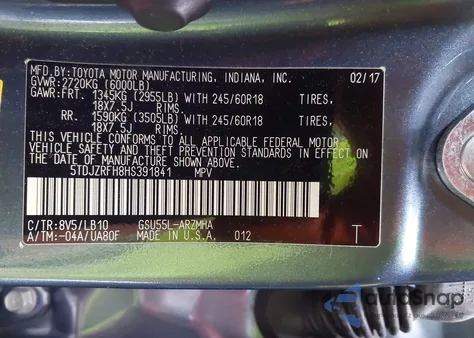 MFD.BY:TOYOTA MOTOR MANUFACTURING, INDIANA, INC. 02/17
GVWR:2720KG (6000LB)
GAWR:FRT. 1345KG (2955LB) WITH 245/60R18 TIRES,
18X7.5J RIMS.
RR. 1590KG (3505LB) WITH 245/60R18 TIRES,
18X7.5J RIMS.
THIS VEHICLE CONFORMS TO ALL APPLICABLE FEDERAL MOTOR
VEHICLE SAFETY AND THEFT PREVENTION STANDARDS IN EFFECT
ON THE DATE OF MANUFACTURE SHOWN ABOVE.
5TDJZRFH8HS391841 MPV
C/TR:8V5/LB10 GSU55L-ARZMHA
A/TM:-04A/UA80F MADE IN U.S.A. 012 T
AutoSnap